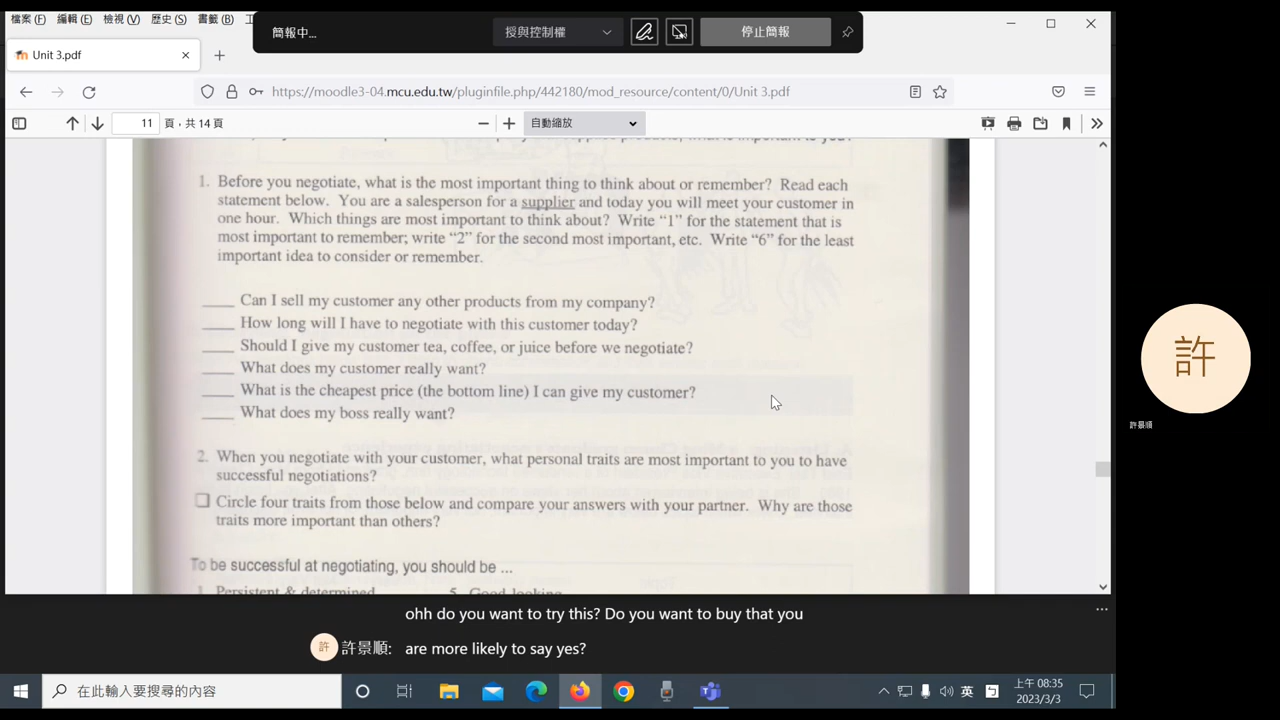 檔案(F) 編輯(E) 檢視(V) 歷史(S) 書籤(B)
簡報中... 授與控制權 停止簡報
Unit 3.pdf
https://moodle3-04.mcu.edu.tw/pluginfile.php/442180/mod_resource/content/0/Unit 3.pdf
11 頁，共 14 頁 自動縮放
1. Before you negotiate, what is the most important thing to think about or remember? Read each
statement below. You are a salesperson for a supplier and today you will meet your customer in
one hour. Which things are most important to think about? Write “1” for the statement that is
most important to remember; write “2” for the second most important, etc. Write “6” for the least
important idea to consider or remember.
____ Can I sell my customer any other products from my company?
____ How long will I have to negotiate with this customer today?
____ Should I give my customer tea, coffee, or juice before we negotiate?
____ What does my customer really want?
____ What is the cheapest price (the bottom line) I can give my customer?
____ What does my boss really want?
2. When you negotiate with your customer, what personal traits are most important to you to have
successful negotiations?
Circle four traits from those below and compare your answers with your partner. Why are those
traits more important than others?
To be successful at negotiating, you should be ...
1. Persistent & determined 5. Good-looking
許
許景順
ohh do you want to try this? Do you want to buy that you
許 許景順: are more likely to say yes?
在此輸入要搜尋的文字
英
上午 08:35
2023/3/3